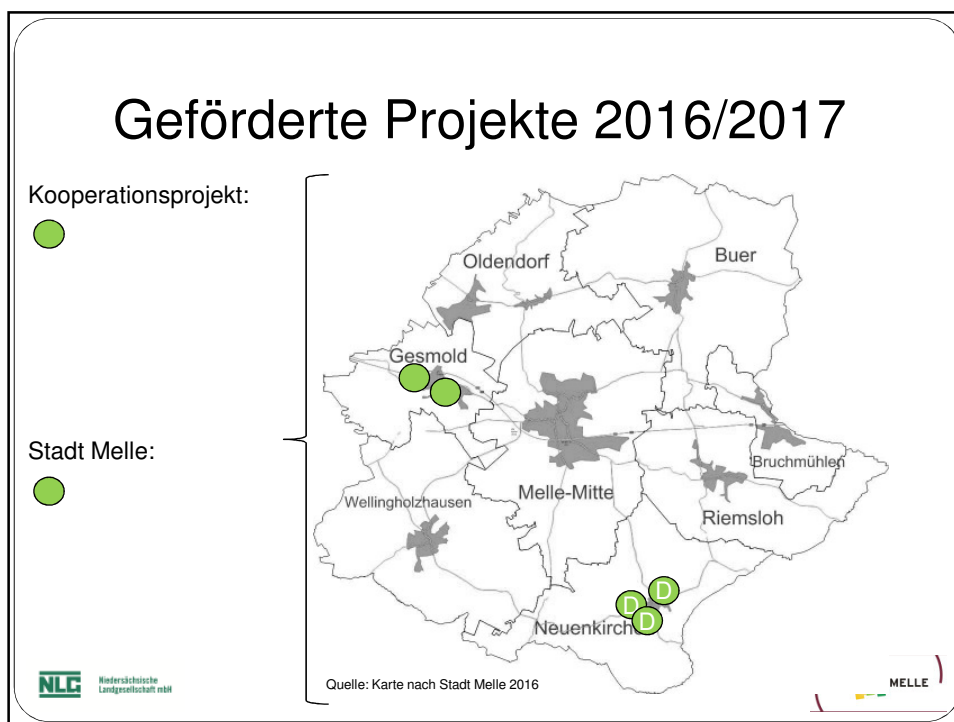 Geförderte Projekte 2016/2017
Kooperationsprojekt:
Stadt Melle:
Oldendorf
Buer
Gesmold
Bruchmühlen
Melle-Mitte
Wellingholzhausen
Riemsloh
D
D
D
Neuenkirche
Quelle: Karte nach Stadt Melle 2016
NLG
Niedersächsische
Landgesellschaft mbH
MELLE